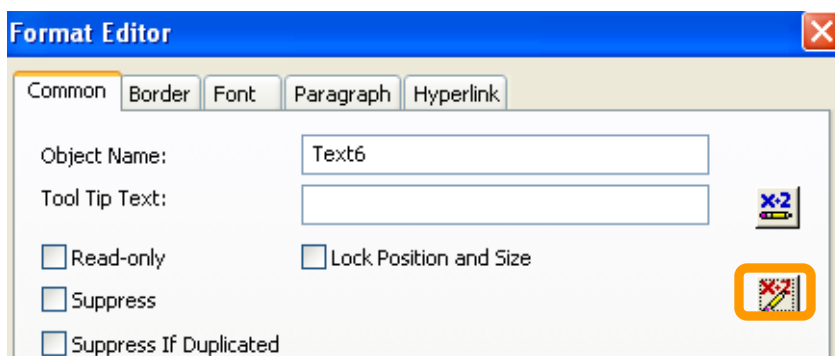 Format Editor
Common Border Font Paragraph Hyperlink
Object Name: Text6
Tool Tip Text:
X+2
Read-only Lock Position and Size
Suppress
X+2
Suppress If Duplicated